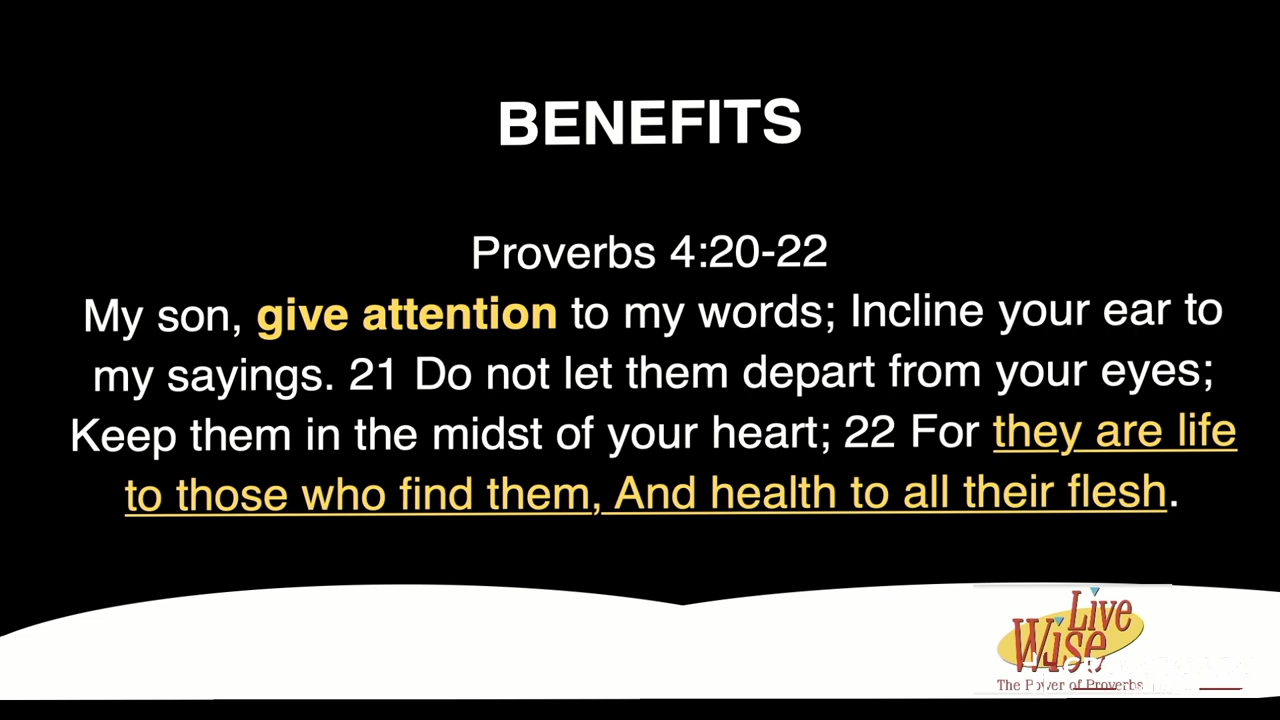 BENEFITS
Proverbs 4:20-22
My son, give attention to my words; Incline your ear to
my sayings. 21 Do not let them depart from your eyes;
Keep them in the midst of your heart; 22 For they are life
to those who find them, And health to all their flesh.
Live
Wise
The Power of Proverbs